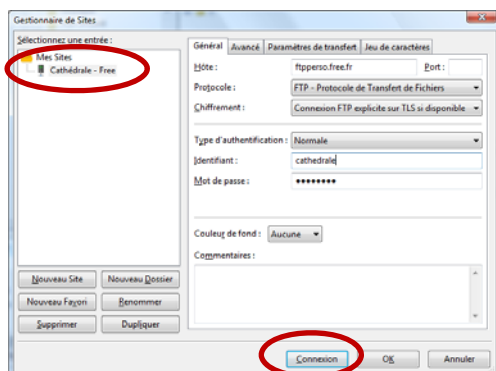 Gestionnaire de Sites
Sélectionnez une entrée :
Mes Sites
Cathédrale - Free
Nouveau Site
Nouveau Dossier
Nouveau Favori
Renommer
Supprimer
Dupliquer
Général
Avancé
Paramètres de transfert
Jeu de caractères
Hôte :
ftpperso.free.fr
Port :
Protocole :
FTP - Protocole de Transfert de Fichiers
Chiffrement :
Connexion FTP explicite sur TLS si disponible
Type d'authentification :
Normale
Identifiant :
cathedrale
Mot de passe :
••••••••
Couleur de fond :
Aucune
Commentaires :
Connexion
OK
Annuler